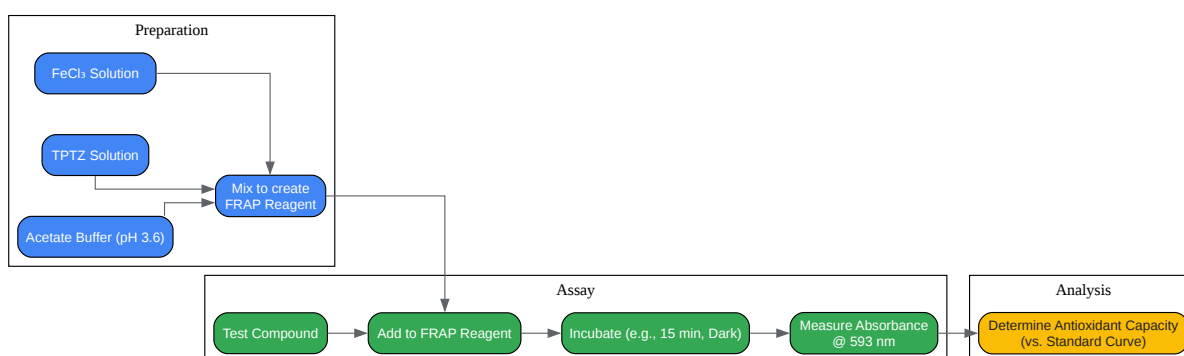 Preparation
FeCl₃ Solution
TPTZ Solution
Mix to create
FRAP Reagent
Acetate Buffer (pH 3.6)
Assay
Test Compound
Add to FRAP Reagent
Incubate (e.g., 15 min, Dark)
Measure Absorbance
@ 593 nm
Analysis
Determine Antioxidant Capacity
(vs. Standard Curve)